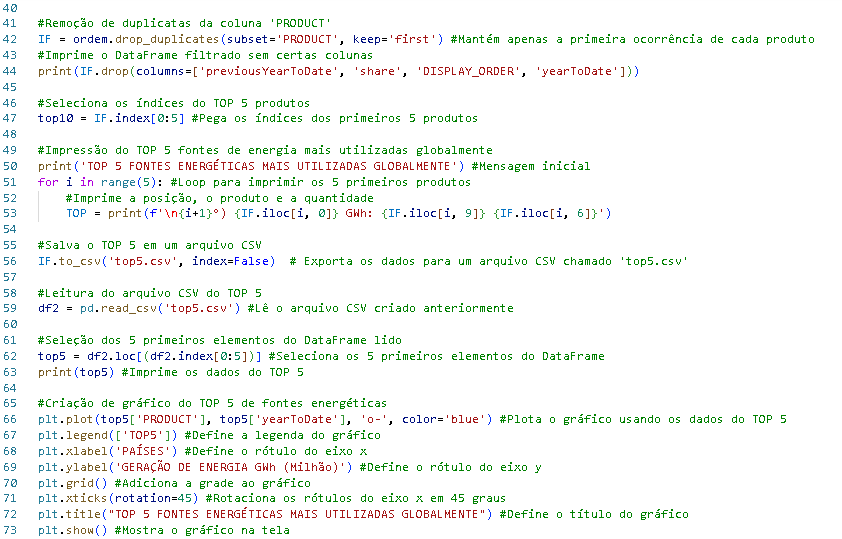 40
41 #Remoção de duplicatas da coluna 'PRODUCT'
42 IF = ordem.drop_duplicates(subset='PRODUCT', keep='first') #Mantém apenas a primeira ocorrência de cada produto
43 #Imprime o DataFrame filtrado sem certas colunas
44 print(IF.drop(columns=['previousYearToDate', 'share', 'DISPLAY_ORDER', 'yearToDate']))
45
46 #Seleciona os índices do TOP 5 produtos
47 top10 = IF.index[0:5] #Pega os índices dos primeiros 5 produtos
48
49 #Impressão do TOP 5 fontes de energia mais utilizadas globalmente
50 print('TOP 5 FONTES ENERGÉTICAS MAIS UTILIZADAS GLOBALMENTE') #Mensagem inicial
51 for i in range(5): #Loop para imprimir os 5 primeiros produtos
52 #Imprime a posição, o produto e a quantidade
53 TOP = print(f'\n{i+1}º) {IF.iloc[i, 0]} GWh: {IF.iloc[i, 9]} {IF.iloc[i, 6]}')
54
55 #Salva o TOP 5 em um arquivo CSV
56 IF.to_csv('top5.csv', index=False)  # Exporta os dados para um arquivo CSV chamado 'top5.csv'
57
58 #Leitura do arquivo CSV do TOP 5
59 df2 = pd.read_csv('top5.csv') #Lê o arquivo CSV criado anteriormente
60
61 #Seleção dos 5 primeiros elementos do DataFrame lido
62 top5 = df2.loc[(df2.index[0:5])] #Seleciona os 5 primeiros elementos do DataFrame
63 print(top5) #Imprime os dados do TOP 5
64
65 #Criação de gráfico do TOP 5 de fontes energéticas
66 plt.plot(top5['PRODUCT'], top5['yearToDate'], 'o-', color='blue') #Plota o gráfico usando os dados do TOP 5
67 plt.legend(['TOP5']) #Define a legenda do gráfico
68 plt.xlabel('PAÍSES') #Define o rótulo do eixo x
69 plt.ylabel('GERAÇÃO DE ENERGIA GWh (Milhão)') #Define o rótulo do eixo y
70 plt.grid() #Adiciona a grade ao gráfico
71 plt.xticks(rotation=45) #Rotaciona os rótulos do eixo x em 45 graus
72 plt.title("TOP 5 FONTES ENERGÉTICAS MAIS UTILIZADAS GLOBALMENTE") #Define o título do gráfico
73 plt.show() #Mostra o gráfico na tela